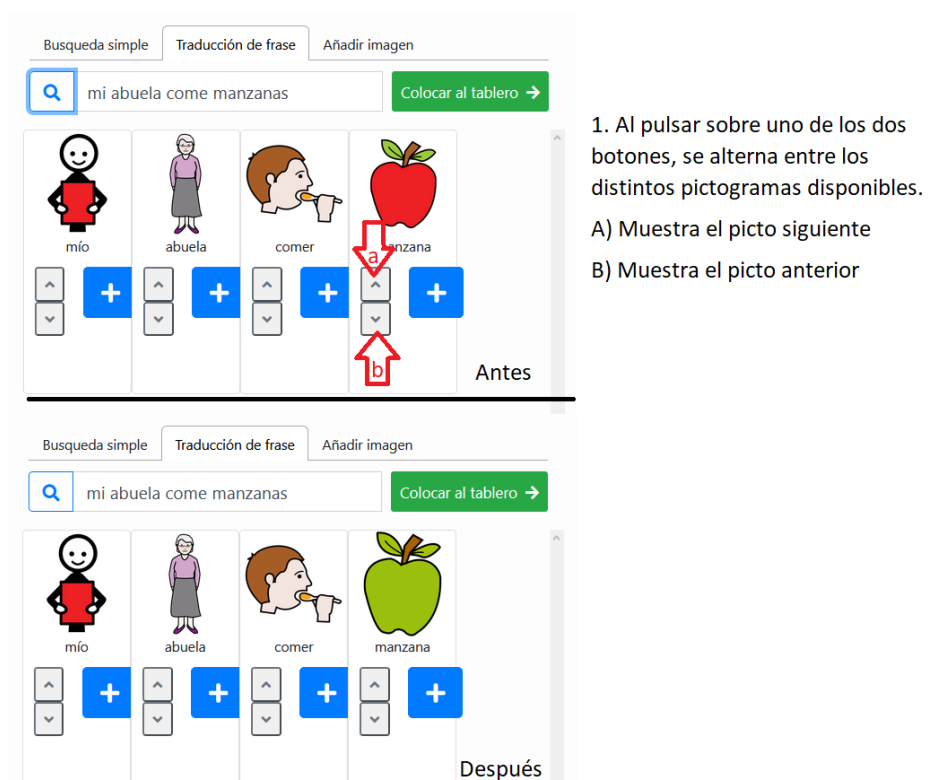 Busqueda simple Traducción de frase Añadir imagen
mi abuela come manzanas Colocar al tablero
mío abuela comer anzana
a
b
Antes
1. Al pulsar sobre uno de los dos
botones, se alterna entre los
distintos pictogramas disponibles.
A) Muestra el picto siguiente
B) Muestra el picto anterior
Busqueda simple Traducción de frase Añadir imagen
mi abuela come manzanas Colocar al tablero
mío abuela comer manzana
Después